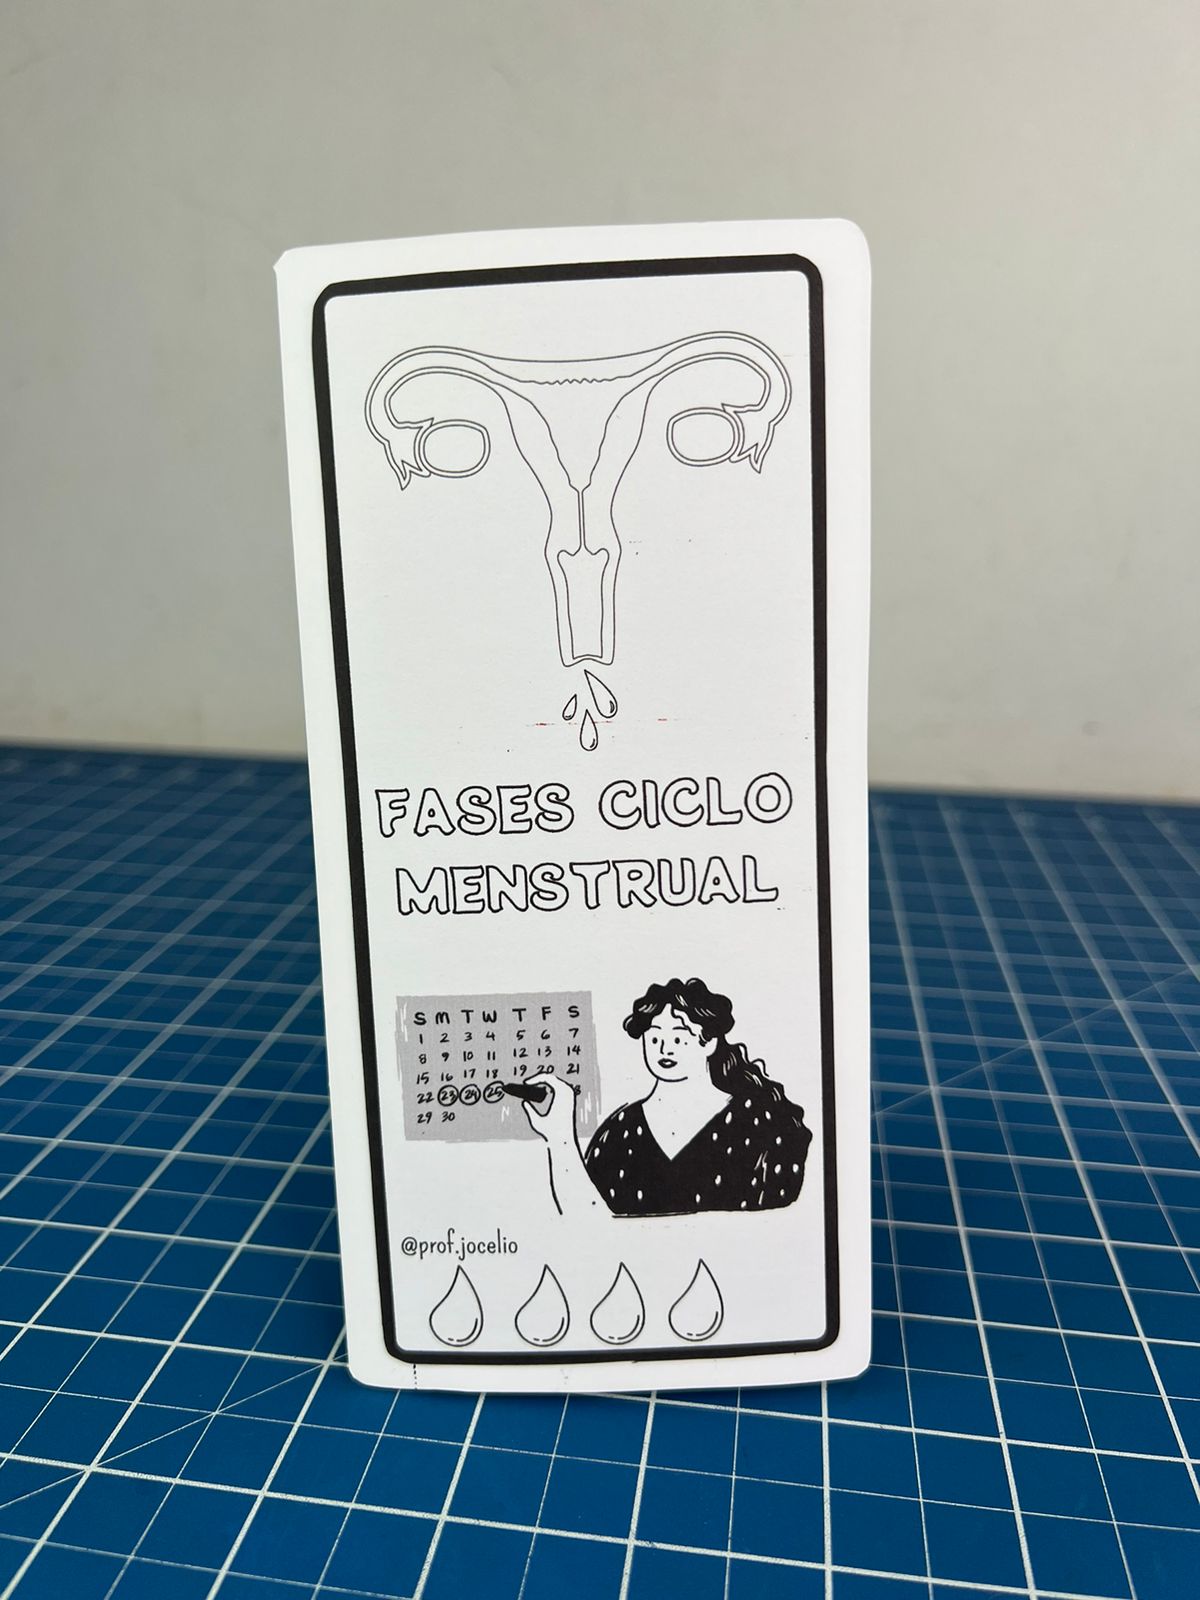 FASES CICLO
MENSTRUAL
S M T W T F S
1 2 3 4 5 6 7
8 9 10 11 12 13 14
15 16 17 18 19 20 21
22 23 24 25
29 30
@prof.jocelio